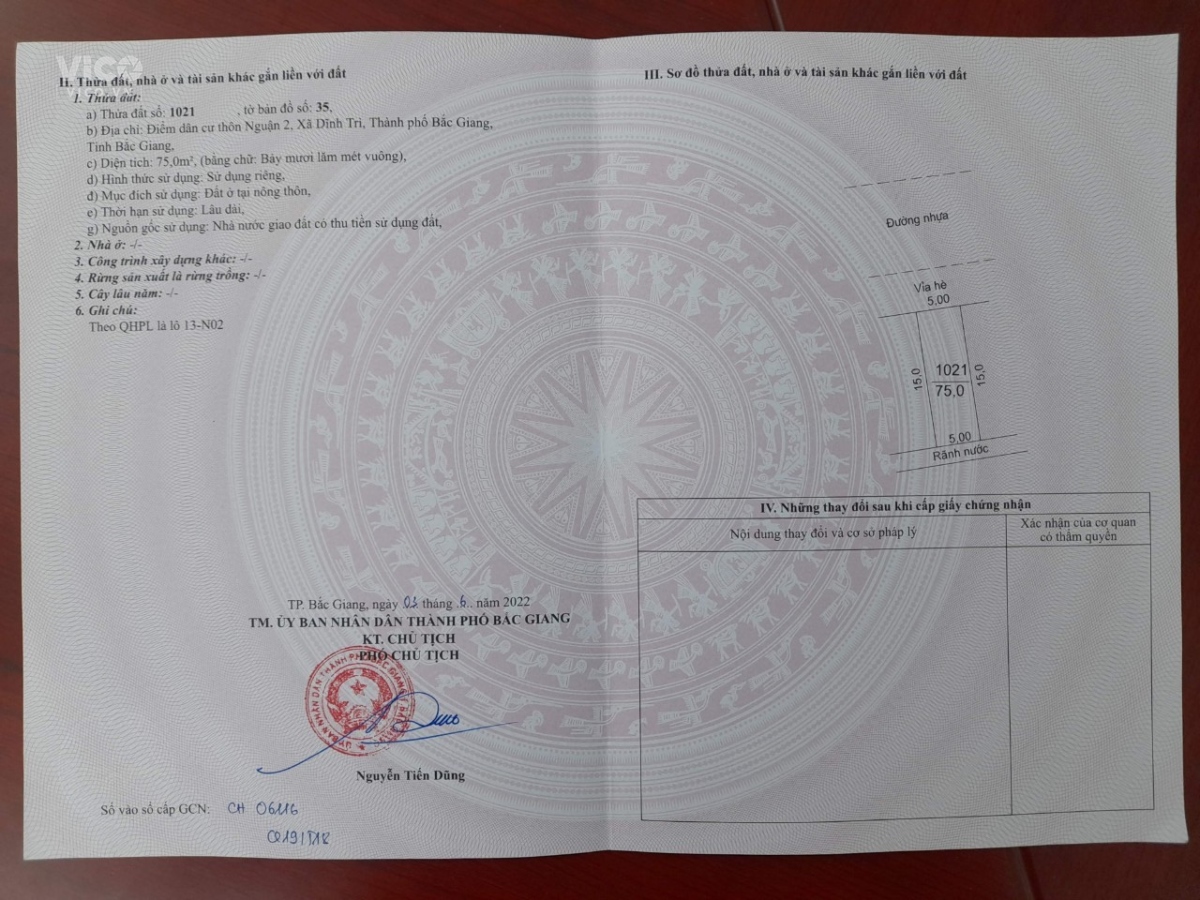 II. Thửa đất, nhà ở và tài sản khác gắn liền với đất
1. Thửa đất:
a) Thửa đất số: 1021 , tờ bản đồ số: 35,
b) Địa chỉ: Điểm dân cư thôn Nguận 2, Xã Dĩnh Trì, Thành phố Bắc Giang,
Tỉnh Bắc Giang,
c) Diện tích: 75,0m², (bằng chữ: Bảy mươi lăm mét vuông),
d) Hình thức sử dụng: Sử dụng riêng,
đ) Mục đích sử dụng: Đất ở tại nông thôn,
e) Thời hạn sử dụng: Lâu dài,
g) Nguồn gốc sử dụng: Nhà nước giao đất có thu tiền sử dụng đất,
2. Nhà ở: -/-
3. Công trình xây dựng khác: -/-
4. Rừng sản xuất là rừng trồng: -/-
5. Cây lâu năm: -/-
6. Ghi chú:
Theo QHPL là lô 13-N02
TP. Bắc Giang, ngày 03 tháng 6.. năm 2022
TM. ỦY BAN NHÂN DÂN THÀNH PHỐ BẮC GIANG
KT. CHỦ TỊCH
PHÓ CHỦ TỊCH
Nguyễn Tiến Dũng
Số vào sổ cấp GCN: CH 06116
III. Sơ đồ thửa đất, nhà ở và tài sản khác gắn liền với đất
Đường nhựa
Vỉa hè
5,00
15,0
1021
75,0
15,0
5,00
Rãnh nước
IV. Những thay đổi sau khi cấp giấy chứng nhận
Nội dung thay đổi và cơ sở pháp lý
Xác nhận của cơ quan
có thẩm quyền